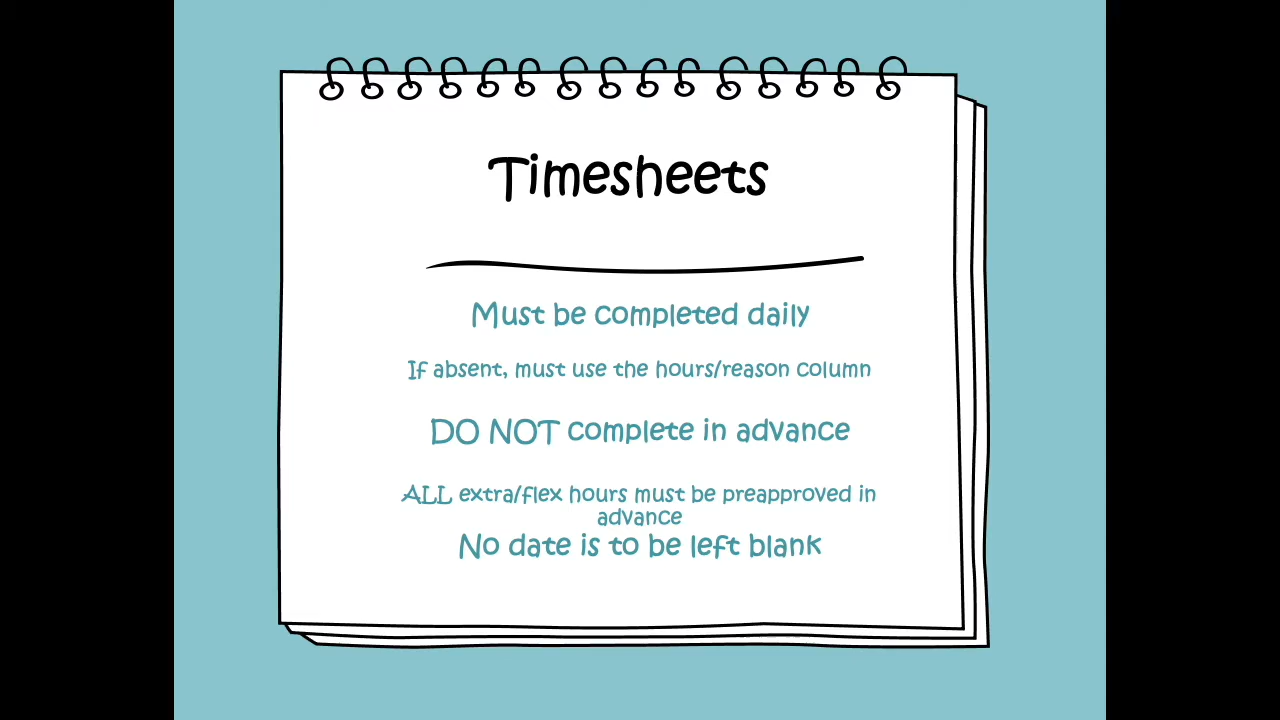 Timesheets
Must be completed daily
If absent, must use the hours/reason column
DO NOT complete in advance
ALL extra/flex hours must be preapproved in
advance
No date is to be left blank